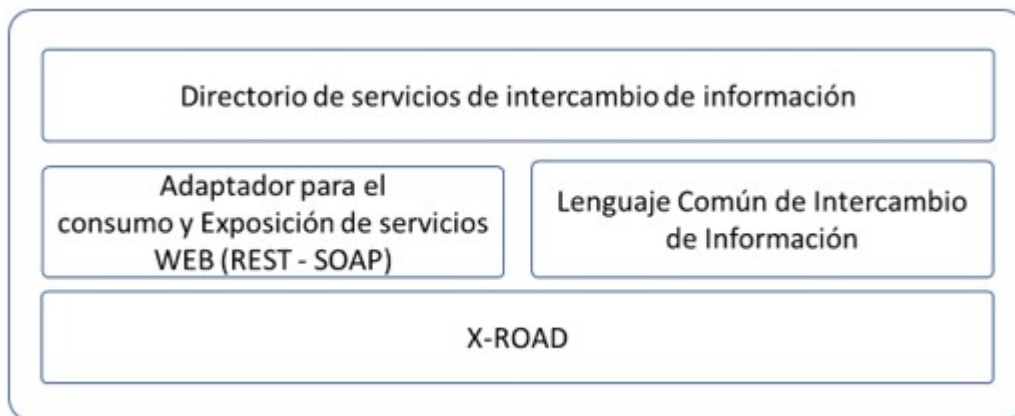 Directorio de servicios de intercambio de información
Adaptador para el
consumo y Exposición de servicios
WEB (REST - SOAP)
Lenguaje Común de Intercambio
de Información
X-ROAD